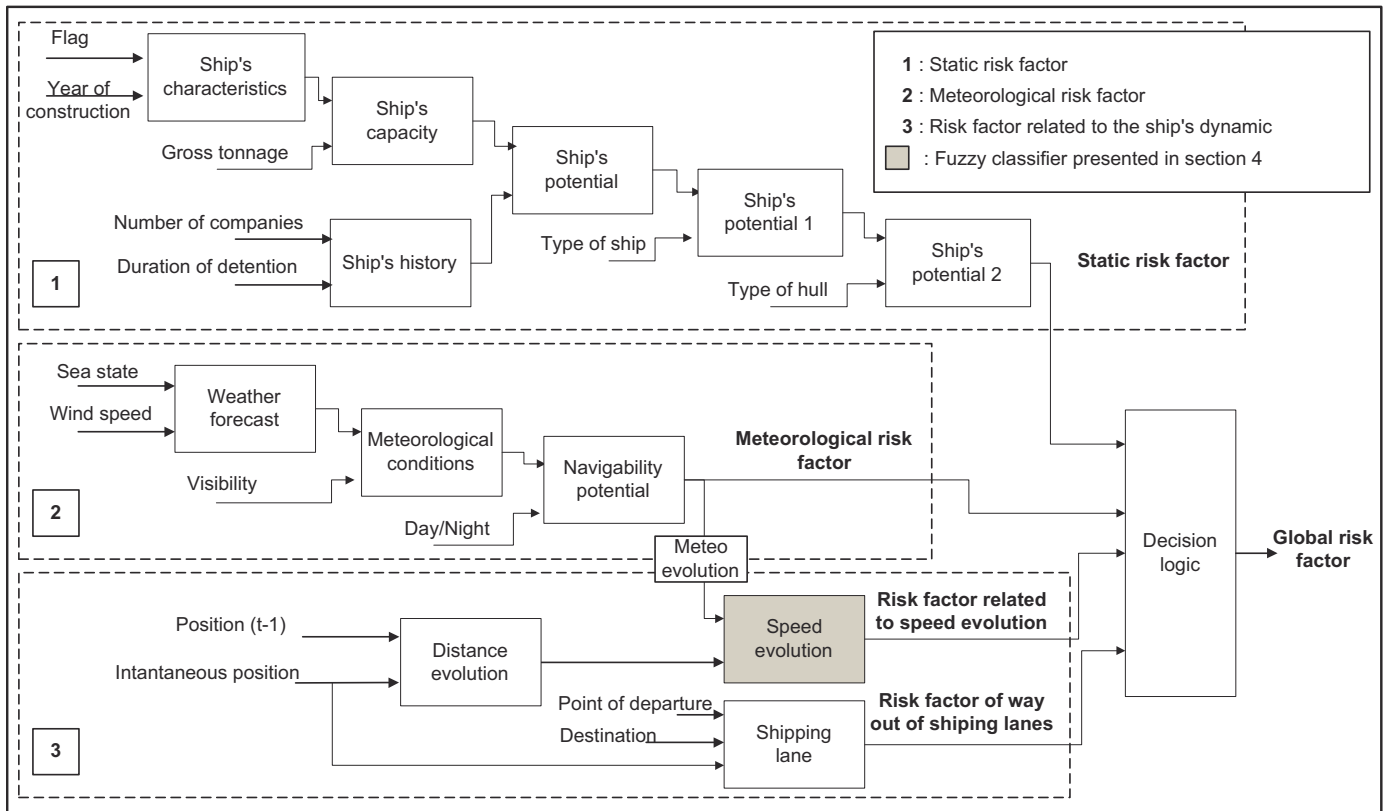 Flag
Year of
construction
Ship's
characteristics
Gross tonnage
Ship's
capacity
Number of companies
Duration of detention
Ship's history
Ship's
potential
Type of ship
Ship's
potential 1
Type of hull
Ship's
potential 2
Static risk factor
1
1 : Static risk factor
2 : Meteorological risk factor
3 : Risk factor related to the ship's dynamic
: Fuzzy classifier presented in section 4
Sea state
Wind speed
Weather
forecast
Visibility
Meteorological
conditions
Day/Night
Navigability
potential
Meteorological risk
factor
2
Meteo
evolution
Position (t-1)
Intantaneous position
Distance
evolution
Speed
evolution
Risk factor related
to speed evolution
Point of departure
Destination
Shipping
lane
Risk factor of way
out of shiping lanes
3
Decision
logic
Global risk
factor